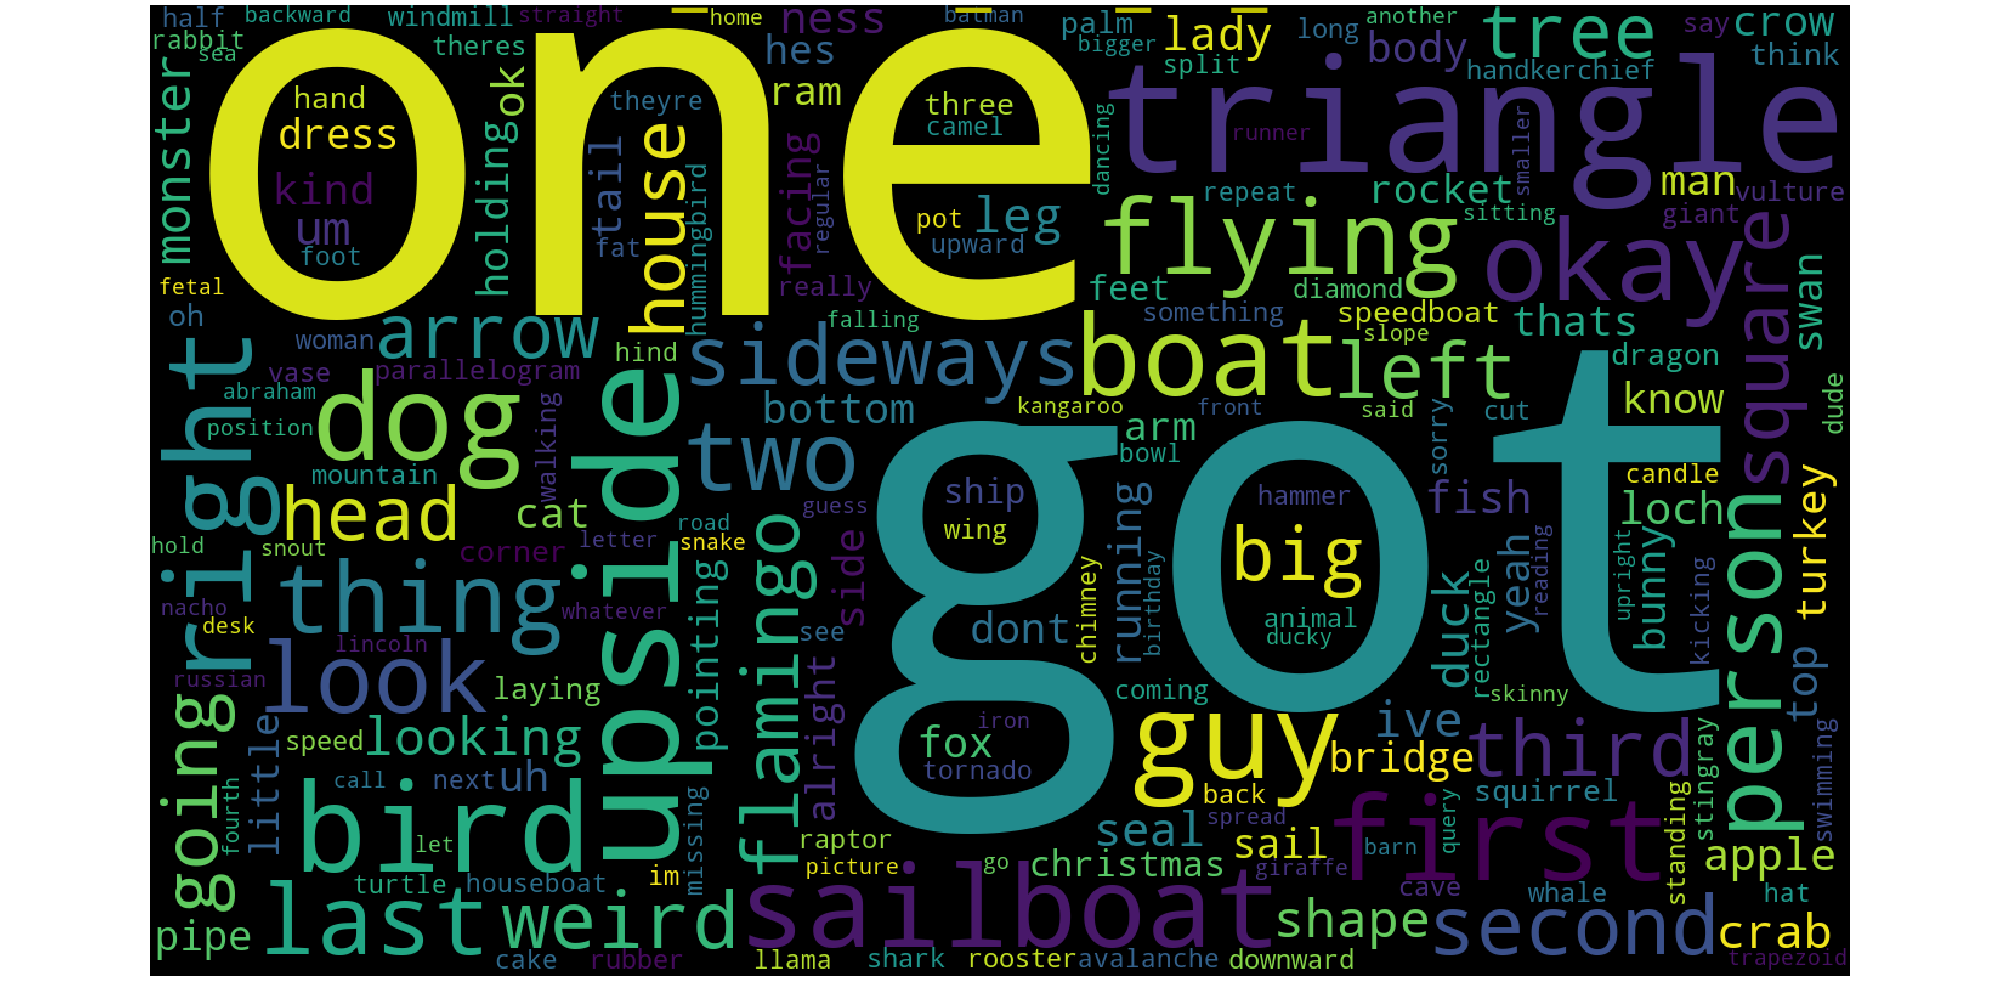 half
backward
windmill
straight
home
ness
batman
palm
lady
long
another
tree
say
crow
rabbit
sea
theres
hes
bigger
split
body
handkerchief
think
one
monster
hand
dress
ok
theyre
ram
three
camel
triangle
dancing
runner
smaller
kind
um
foot
holding
tail
fat
house
hummingbird
facing
regular
pot
leg
upward
repeat
rocket
man
vulture
sitting
giant
flying
okay
square
swan
fetal
oh
really
feet
diamond
something
speedboat
thats
falling
slope
woman
arrow
hind
sideways
boat
left
dragon
vase
parallelogram
abraham
right
dog
position
mountain
walking
upside
bottom
two
kangaroo
arm
front
said
cut
know
dude
bowl
sorry
got
head
cat
guess
ship
wing
hammer
big
fish
candle
loch
turkey
person
road
snake
hold
snout
corner
letter
thing
flamingo
side
pointing
running
birthday
chimney
animal
ducky
duck
rectangle
yeah
reading
upright
bunny
kicking
nacho
desk
whatever
see
dont
lincoln
look
russian
laying
alright
coming
skinny
top
going
little
speed
looking
fox
iron
tornado
guy
ive
bridge
third
stingray
swimming
call
next
uh
missing
back
spread
squirrel
fourth
bird
let
raptor
picture
seal
sail
first
query
barn
standing
apple
turtle
houseboat
im
go
christmas
giraffe
cave
whale
hat
pipe
last
weird
sailboat
shape
second
crab
cake
rubber
llama
shark
rooster
avalanche
downward
trapezoid